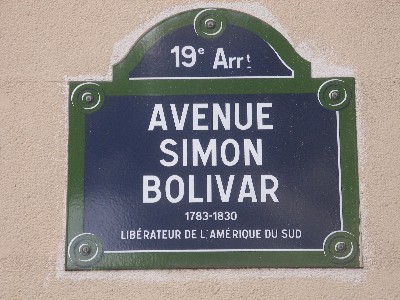 19e Arrt
AVENUE
SIMON
BOLIVAR
1783-1830
LIBÉRATEUR DE L'AMÉRIQUE DU SUD